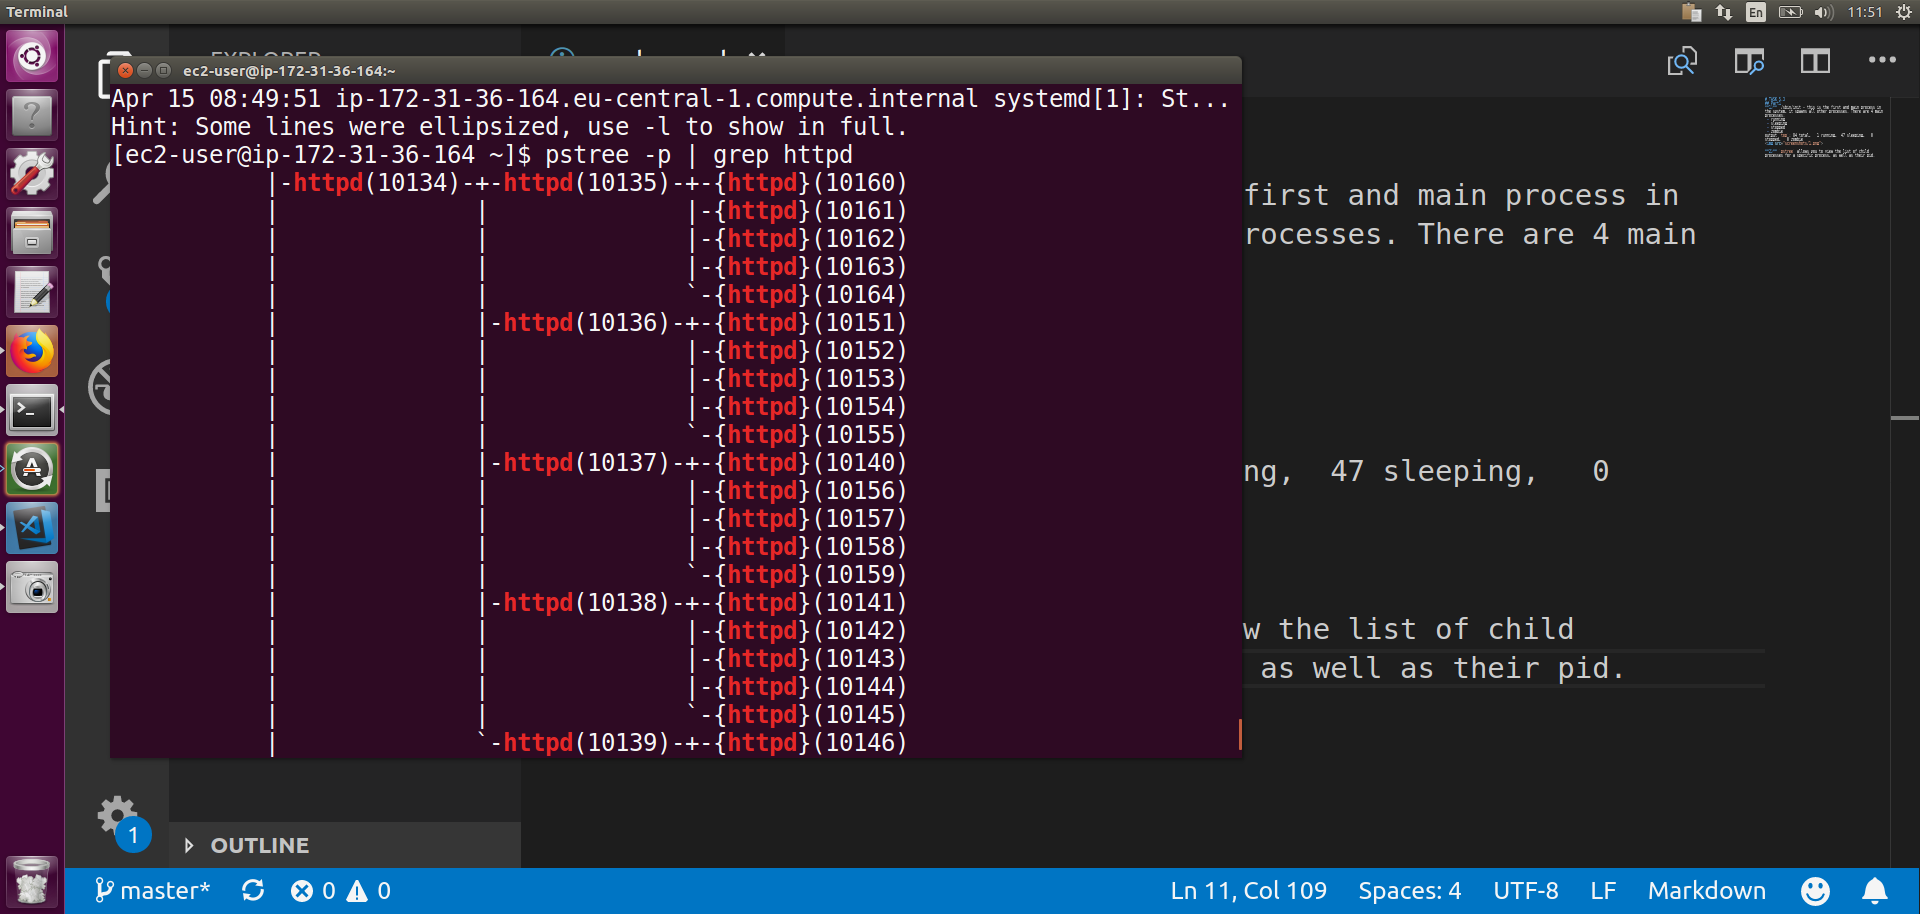 Terminal
En
11:51
ec2-user@ip-172-31-36-164:~
Apr 15 08:49:51 ip-172-31-36-164.eu-central-1.compute.internal systemd[1]: St...
Hint: Some lines were ellipsized, use -l to show in full.
[ec2-user@ip-172-31-36-164 ~]$ pstree -p | grep httpd
|-httpd(10134)-+-httpd(10135)-+-{httpd}(10160)
| | |-{httpd}(10161)
| | |-{httpd}(10162)
| | |-{httpd}(10163)
| | `-{httpd}(10164)
| |-httpd(10136)-+-{httpd}(10151)
| | |-{httpd}(10152)
| | |-{httpd}(10153)
| | |-{httpd}(10154)
| | `-{httpd}(10155)
| |-httpd(10137)-+-{httpd}(10140)
| | |-{httpd}(10156)
| | |-{httpd}(10157)
| | |-{httpd}(10158)
| | `-{httpd}(10159)
| |-httpd(10138)-+-{httpd}(10141)
| | |-{httpd}(10142)
| | |-{httpd}(10143)
| | |-{httpd}(10144)
| | `-{httpd}(10145)
| `-httpd(10139)-+-{httpd}(10146)
first and main process in
rocesses. There are 4 main
ng, 47 sleeping, 0
w the list of child
as well as their pid.
1
OUTLINE
master* 0 0 Ln 11, Col 109 Spaces: 4 UTF-8 LF Markdown